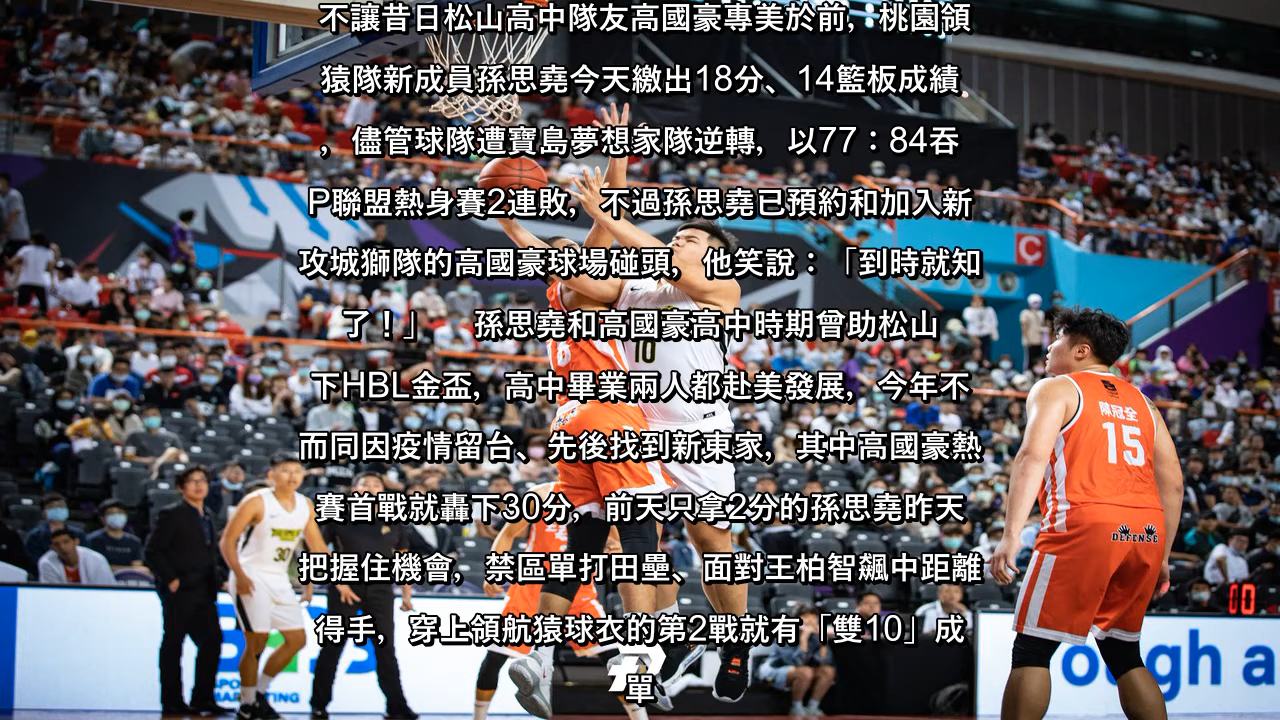 不讓昔日松山高中隊友高國豪專美於前，桃園領
猿隊新成員孫思堯今天繳出18分、14籃板成績
，儘管球隊遭寶島夢想家隊逆轉，以77：84吞
P聯盟熱身賽2連敗，不過孫思堯已預約和加入新
攻城獅隊的高國豪球場碰頭，他笑說：「到時就知
了！」 孫思堯和高國豪高中時期曾助松山
下HBL金盃，高中畢業兩人都赴美發展，今年不
而同因疫情留台、先後找到新東家，其中高國豪熱
賽首戰就轟下30分，前天只拿2分的孫思堯昨天
把握住機會，禁區單打田壘、面對王柏智飆中距離
得手，穿上領航猿球衣的第2戰就有「雙10」成
單
C
10
陳冠全
15
DEFENSE
30
10
ough a